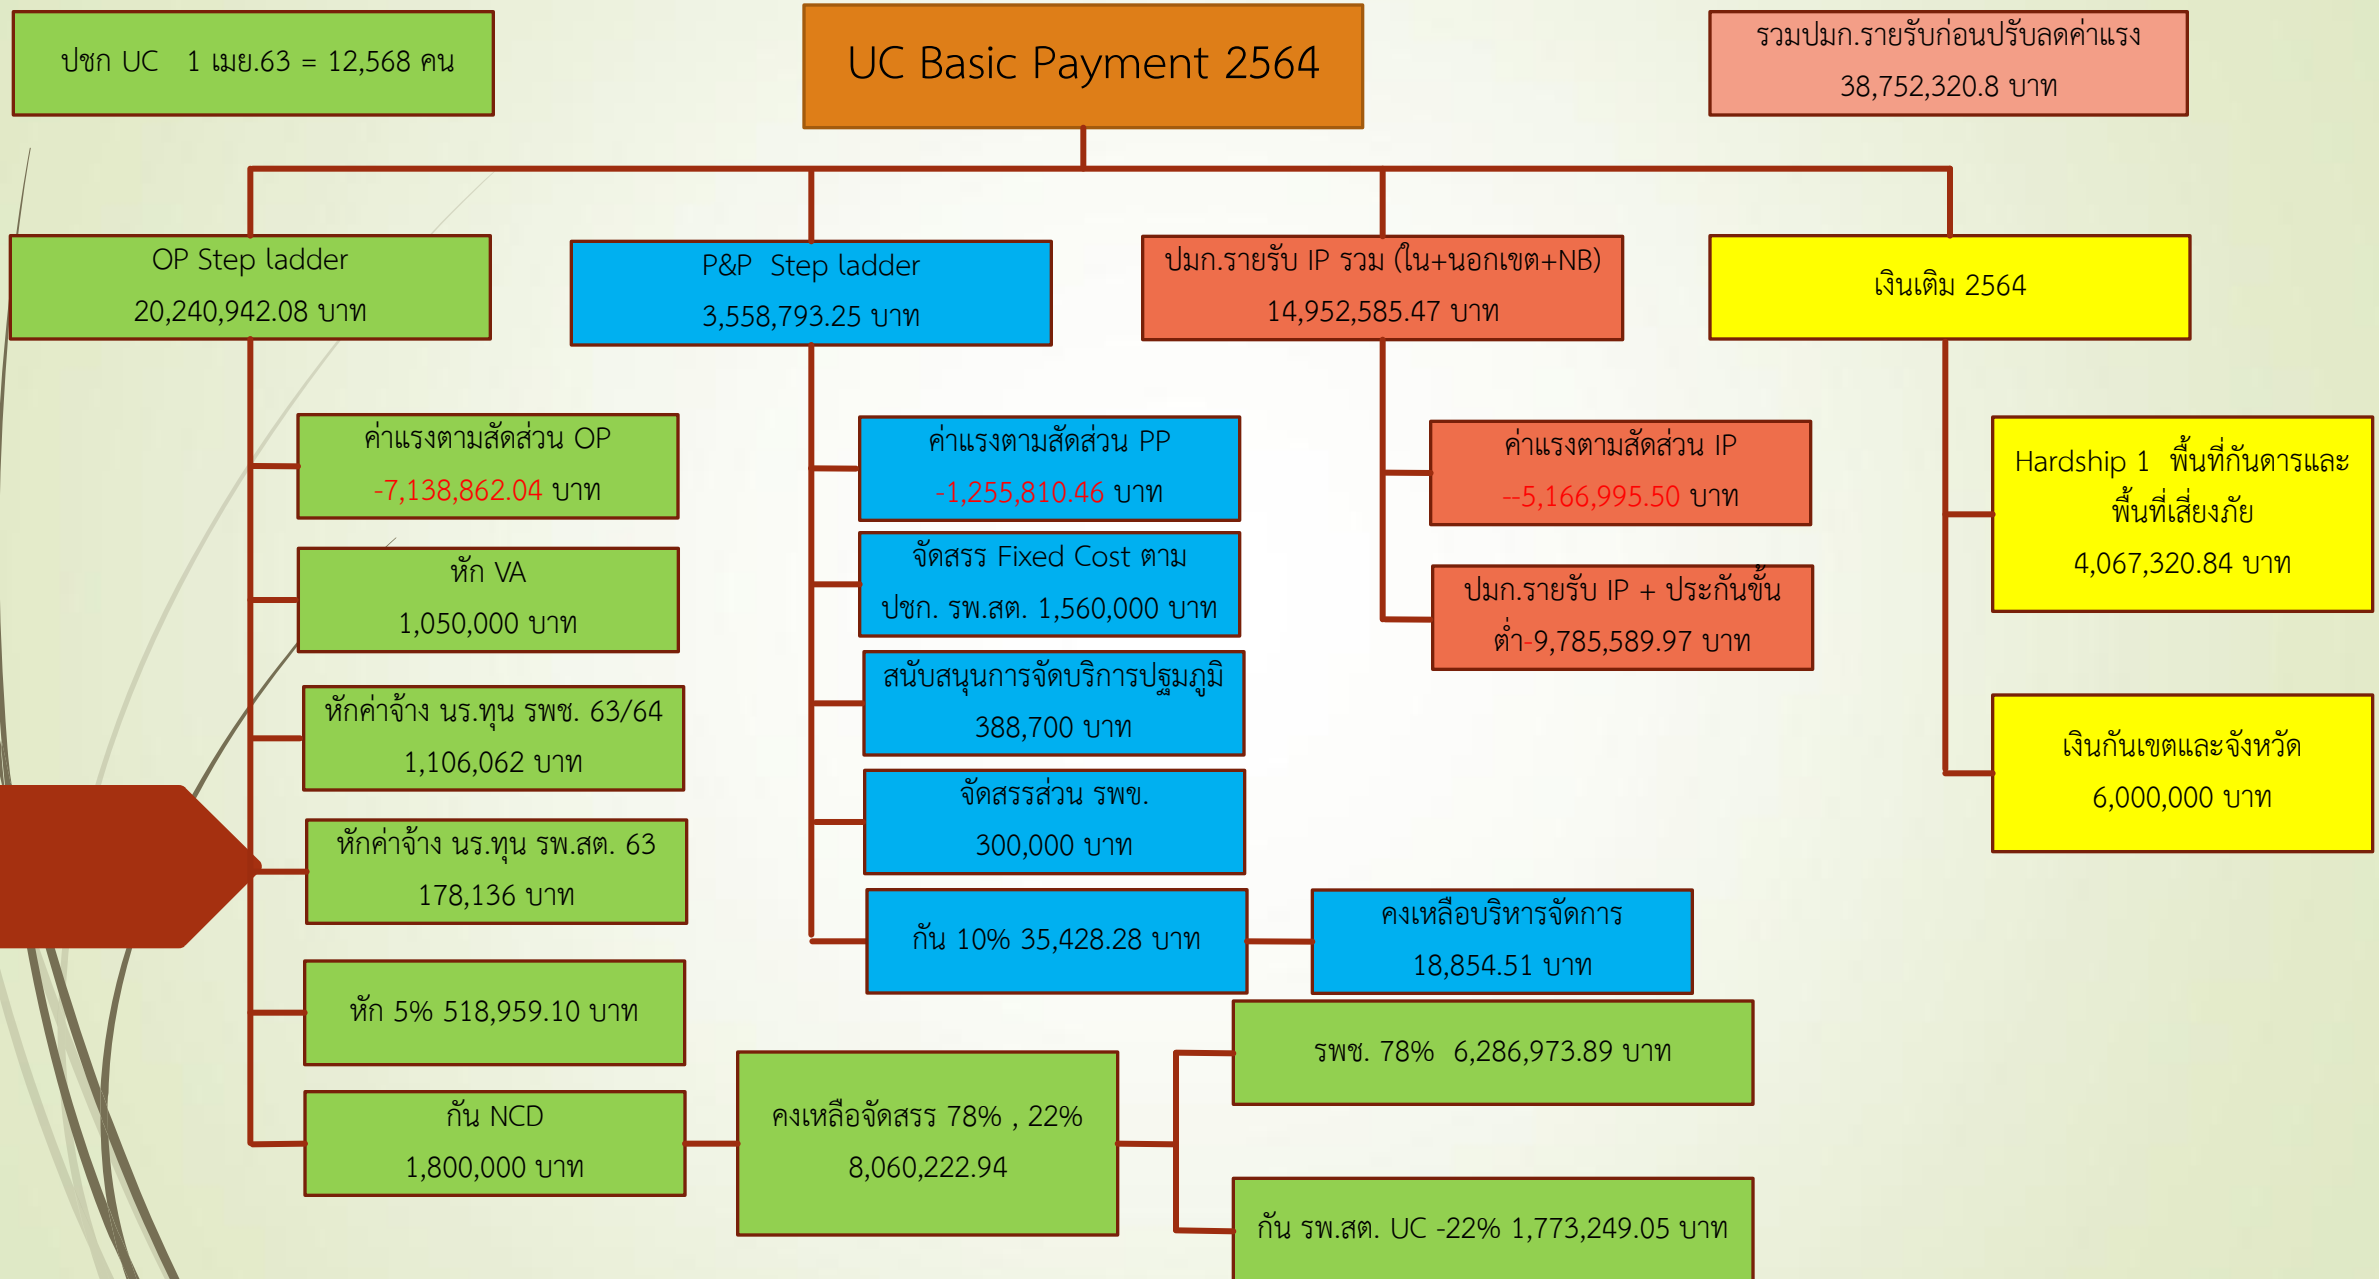 ปชก UC 1 เมย.63 = 12,568 คน
UC Basic Payment 2564
รวมปมก.รายรับก่อนปรับลดค่าแรง
38,752,320.8 บาท
OP Step ladder
20,240,942.08 บาท
P&P Step ladder
3,558,793.25 บาท
ปมก.รายรับ IP รวม (ใน+นอกเขต+NB)
14,952,585.47 บาท
เงินเติม 2564
ค่าแรงตามสัดส่วน OP
-7,138,862.04 บาท
หัก VA
1,050,000 บาท
หักค่าจ้าง นร.ทุน รพช. 63/64
1,106,062 บาท
หักค่าจ้าง นร.ทุน รพ.สต. 63
178,136 บาท
หัก 5% 518,959.10 บาท
กัน NCD
1,800,000 บาท
คงเหลือจัดสรร 78% , 22%
8,060,222.94
รพช. 78% 6,286,973.89 บาท
กัน รพ.สต. UC -22% 1,773,249.05 บาท
ค่าแรงตามสัดส่วน PP
-1,255,810.46 บาท
จัดสรร Fixed Cost ตาม
ปชก. รพ.สต. 1,560,000 บาท
สนับสนุนการจัดบริการปฐมภูมิ
388,700 บาท
จัดสรรส่วน รพข.
300,000 บาท
กัน 10% 35,428.28 บาท
คงเหลือบริหารจัดการ
18,854.51 บาท
ค่าแรงตามสัดส่วน IP
--5,166,995.50 บาท
ปมก.รายรับ IP + ประกันขั้น
ต่ำ-9,785,589.97 บาท
Hardship 1 พื้นที่กันดารและ
พื้นที่เสี่ยงภัย
4,067,320.84 บาท
เงินกันเขตและจังหวัด
6,000,000 บาท